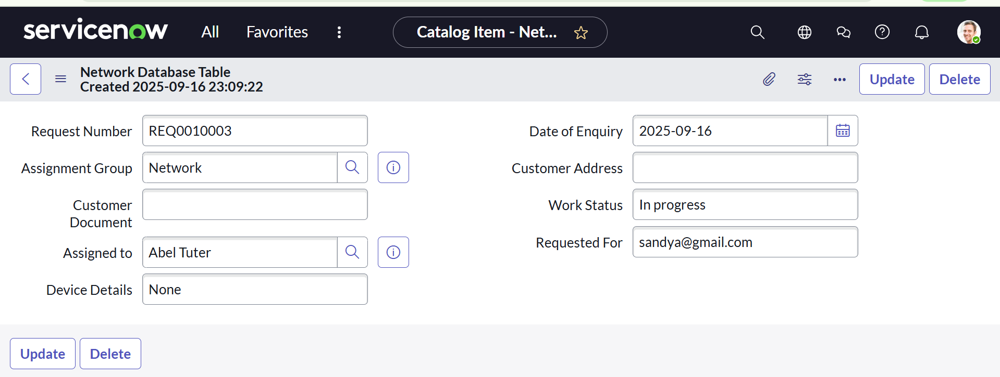 servicenow All Favorites Catalog Item - Net...
Network Database Table
Created 2025-09-16 23:09:22
Update Delete
Request Number REQ0010003
Assignment Group Network
Customer
Document
Assigned to Abel Tuter
Device Details None
Date of Enquiry 2025-09-16
Customer Address
Work Status In progress
Requested For sandya@gmail.com
Update Delete